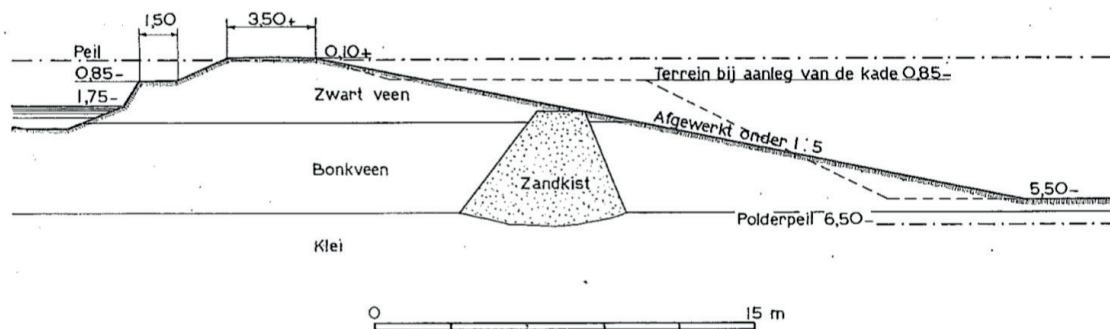 1,50
3,50+
Peil
0,10+
0,85-
Terrein bij aanleg van de kade 0,85-
1,75-
Zwart veen
Afgewerkt onder 1:5
Bonkveen
Zandkist
5,50-
Polderpeil 6,50-
Klei
0
15 m